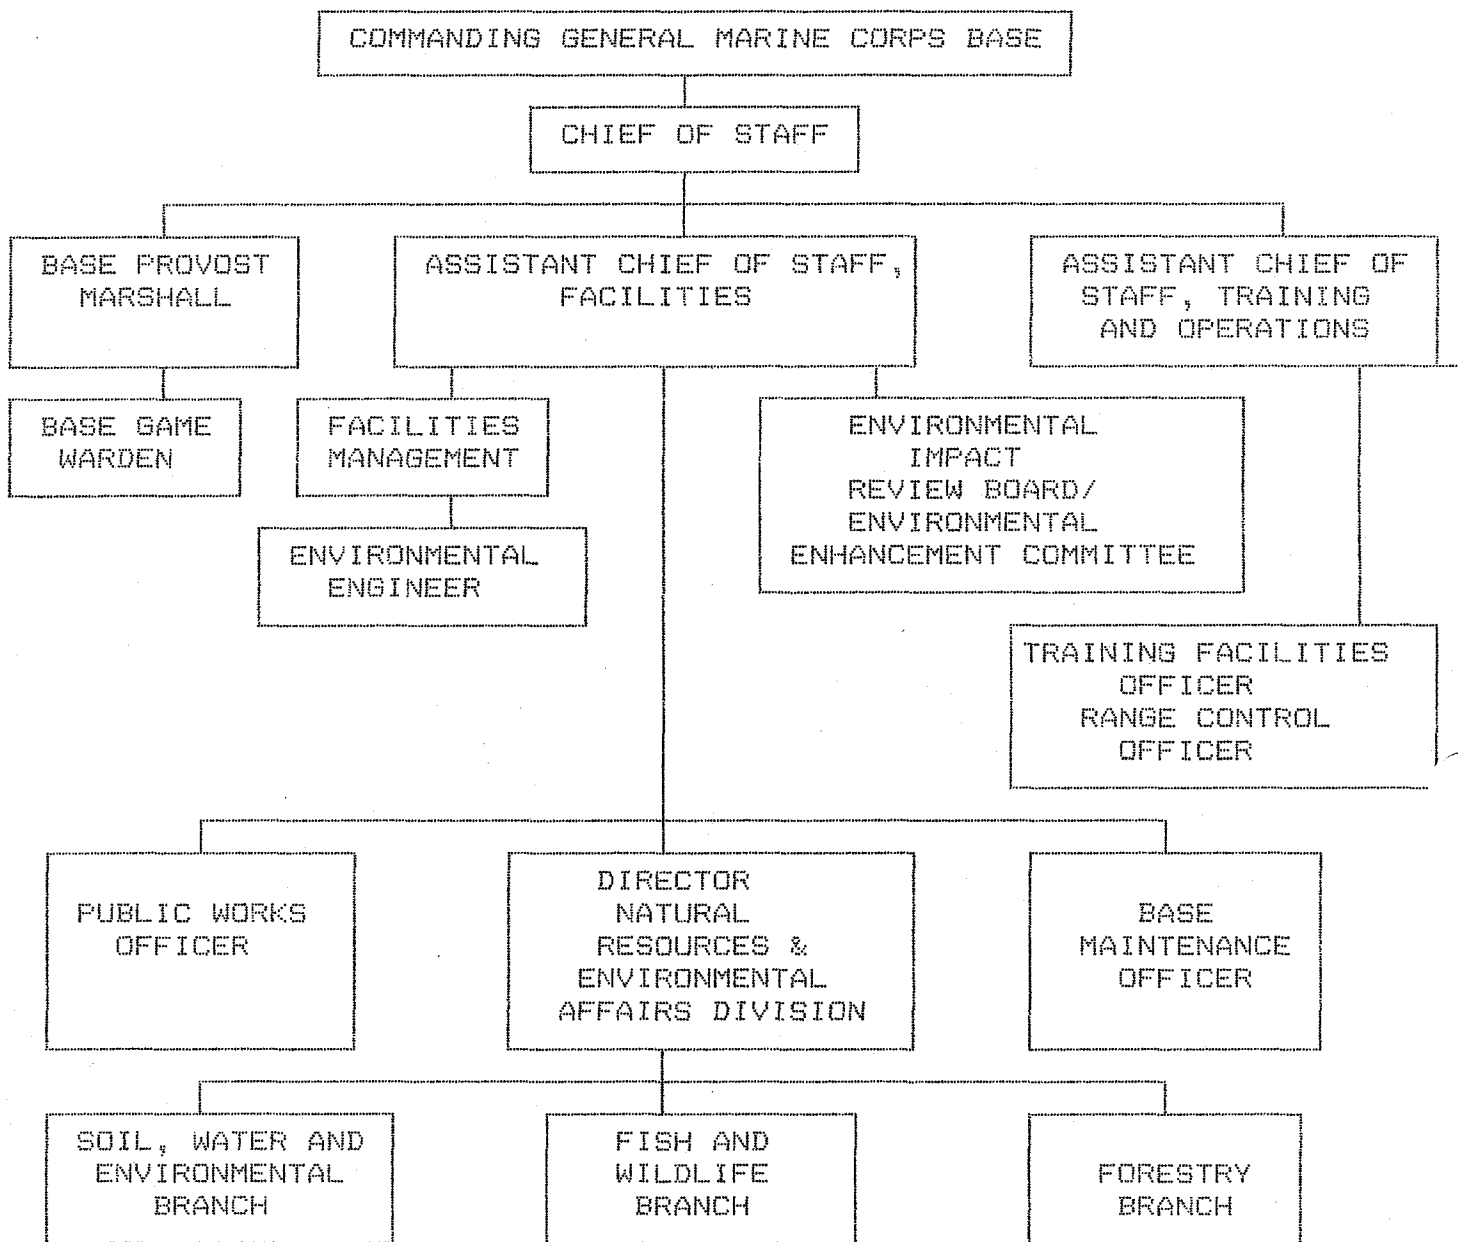 COMMANDING GENERAL MARINE CORPS BASE
CHIEF OF STAFF
BASE PROVOST
MARSHALL
ASSISTANT CHIEF OF STAFF,
FACILITIES
ASSISTANT CHIEF OF
STAFF, TRAINING
AND OPERATIONS
BASE GAME
WARDEN
FACILITIES
MANAGEMENT
ENVIRONMENTAL
IMPACT
REVIEW BOARD/
ENVIRONMENTAL
ENHANCEMENT COMMITTEE
ENVIRONMENTAL
ENGINEER
TRAINING FACILITIES
OFFICER
RANGE CONTROL
OFFICER
PUBLIC WORKS
OFFICER
DIRECTOR
NATURAL
RESOURCES &
ENVIRONMENTAL
AFFAIRS DIVISION
BASE
MAINTENANCE
OFFICER
SOIL, WATER AND
ENVIRONMENTAL
BRANCH
FISH AND
WILDLIFE
BRANCH
FORESTRY
BRANCH